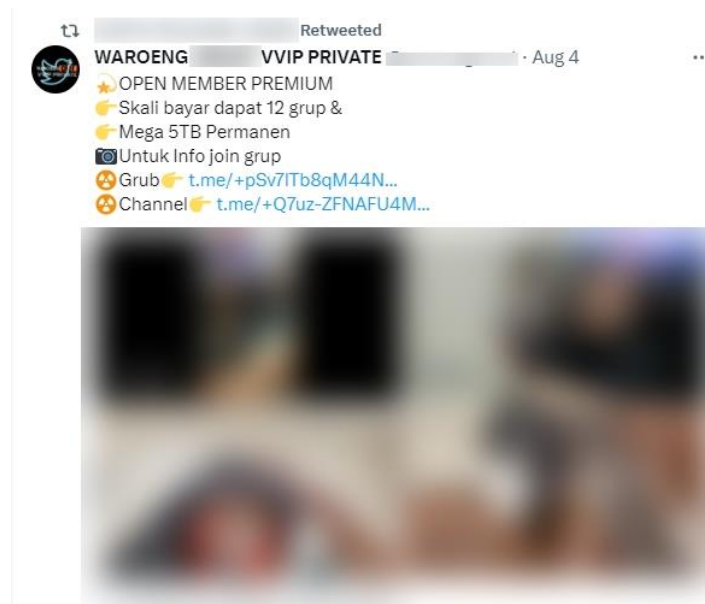 Retweeted
WAROENG VVIP PRIVATE · Aug 4
💫OPEN MEMBER PREMIUM
👉Skali bayar dapat 12 grup &
👉Mega 5TB Permanen
📷Untuk Info join grup
☢Grub👉 t.me/+pSv7lTb8qM44N...
☢Channel👉 t.me/+Q7uz-ZFNAFU4M...